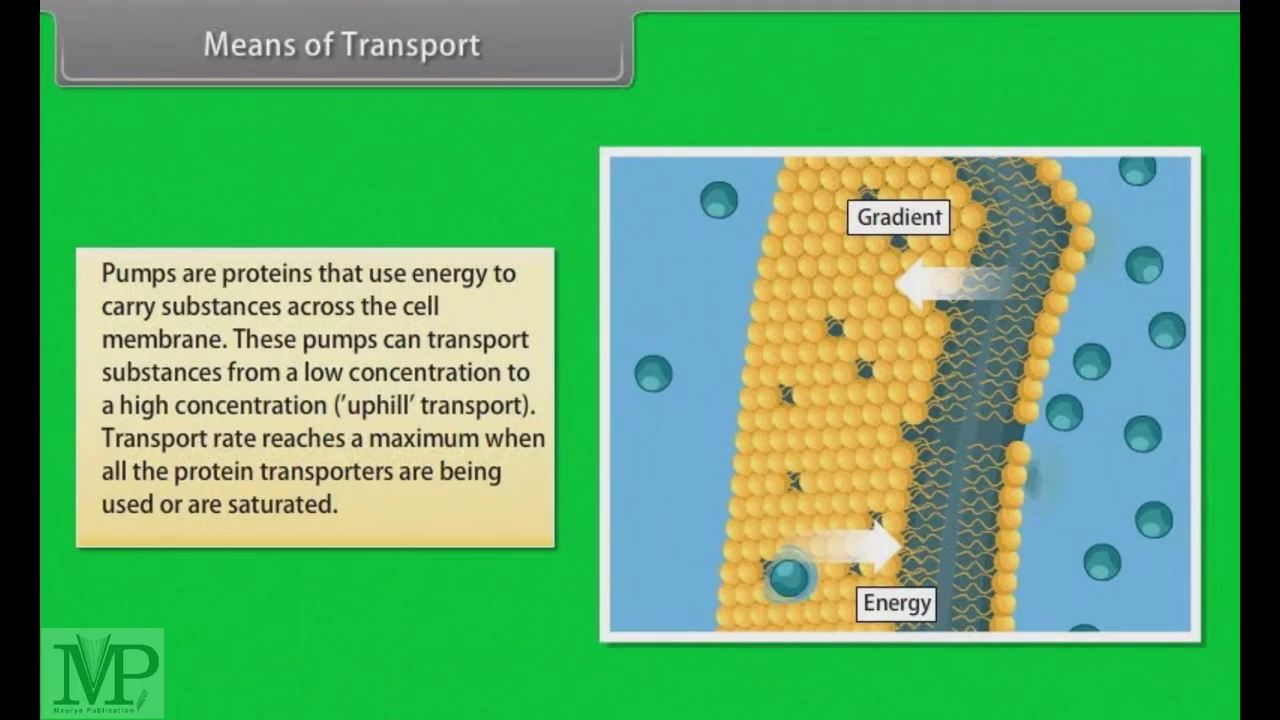 Means of Transport
Pumps are proteins that use energy to
carry substances across the cell
membrane. These pumps can transport
substances from a low concentration to
a high concentration (’uphill’ transport).
Transport rate reaches a maximum when
all the protein transporters are being
used or are saturated.
Gradient
Energy
MP
Maurya Publication